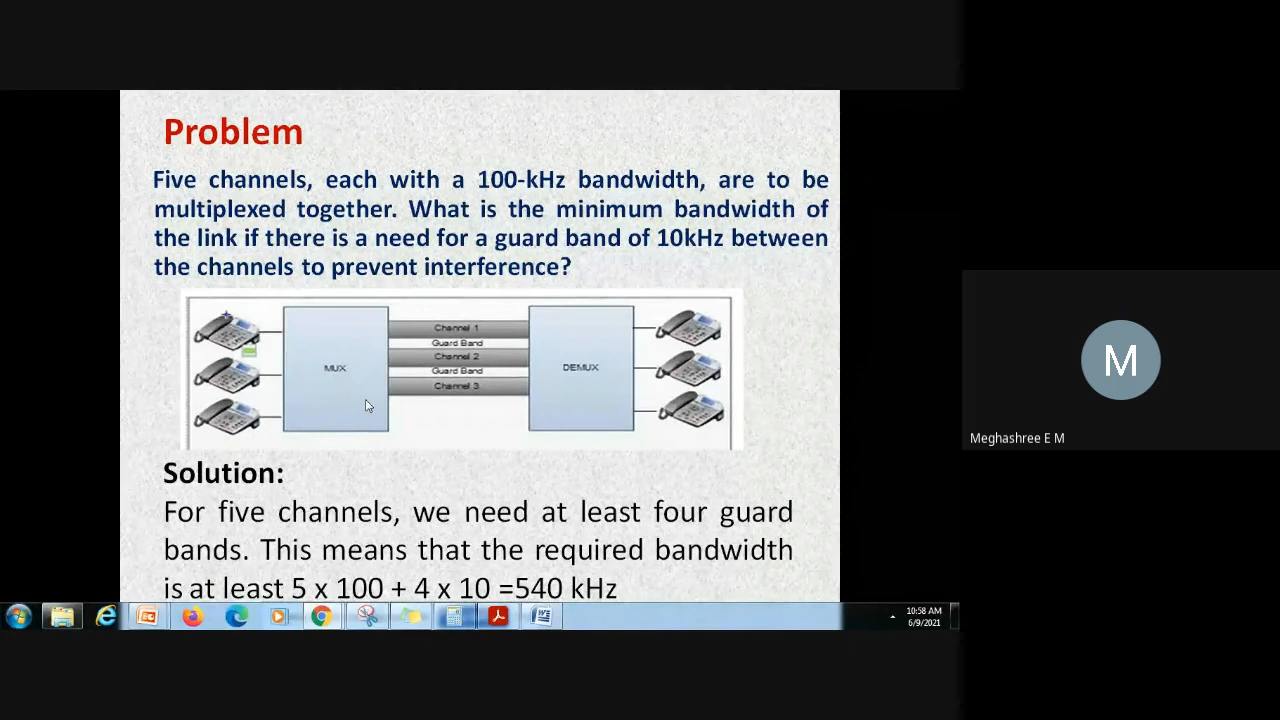 Problem
Five channels, each with a 100-kHz bandwidth, are to be
multiplexed together. What is the minimum bandwidth of
the link if there is a need for a guard band of 10kHz between
the channels to prevent interference?
Channel 1
Guard Band
MUX
Channel 2
DEMUX
Guard Band
Channel 3
M
Meghashree E M
Solution:
For five channels, we need at least four guard
bands. This means that the required bandwidth
is at least 5 x 100 + 4 x 10 =540 kHz
10:58 AM
6/9/2021